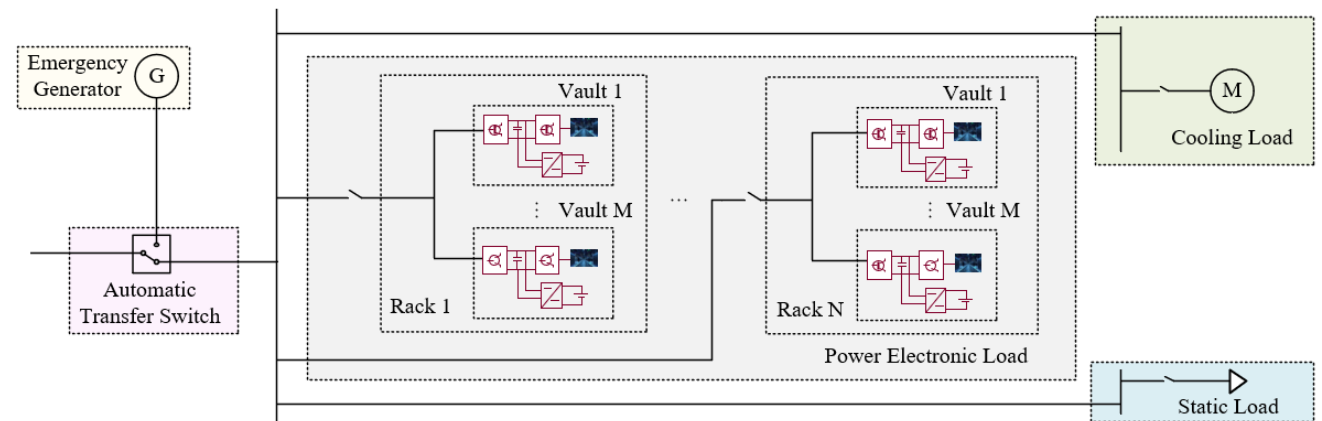 Emergency
Generator
G
Automatic
Transfer Switch
Vault 1
⋮ Vault M
Rack 1
...
Vault 1
⋮ Vault M
Rack N
Power Electronic Load
M
Cooling Load
Static Load